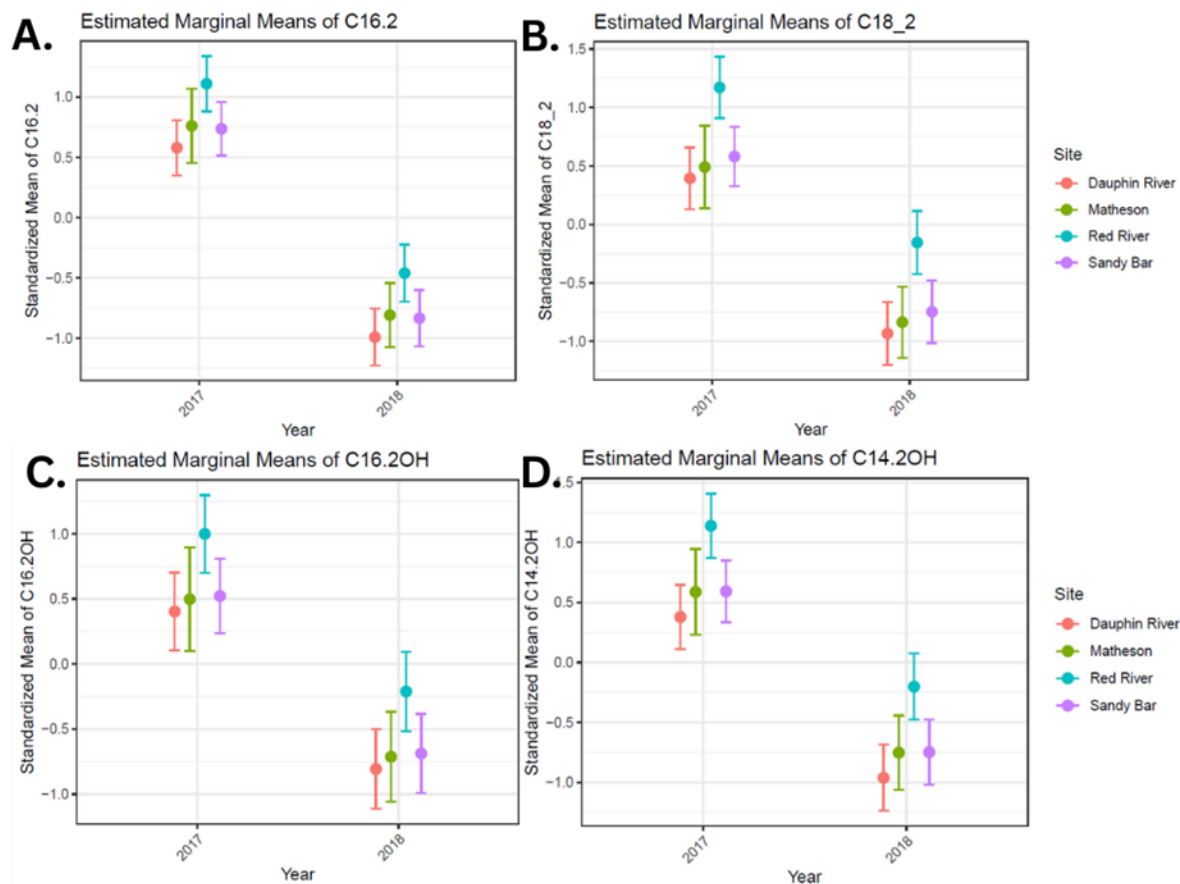 A.
Estimated Marginal Means of C16.2
Standardized Mean of C16.2
1.0
0.5
0.0
−0.5
−1.0
2017
2018
Year
B.
Estimated Marginal Means of C18_2
Standardized Mean of C18_2
1.5
1.0
0.5
0.0
−0.5
−1.0
2017
2018
Year
Site
Dauphin River
Matheson
Red River
Sandy Bar
C.
Estimated Marginal Means of C16.2OH
Standardized Mean of C16.2OH
1.0
0.5
0.0
−0.5
−1.0
2017
2018
Year
D.
Estimated Marginal Means of C14.2OH
Standardized Mean of C14.2OH
1.5
1.0
0.5
0.0
−0.5
−1.0
2017
2018
Year
Site
Dauphin River
Matheson
Red River
Sandy Bar